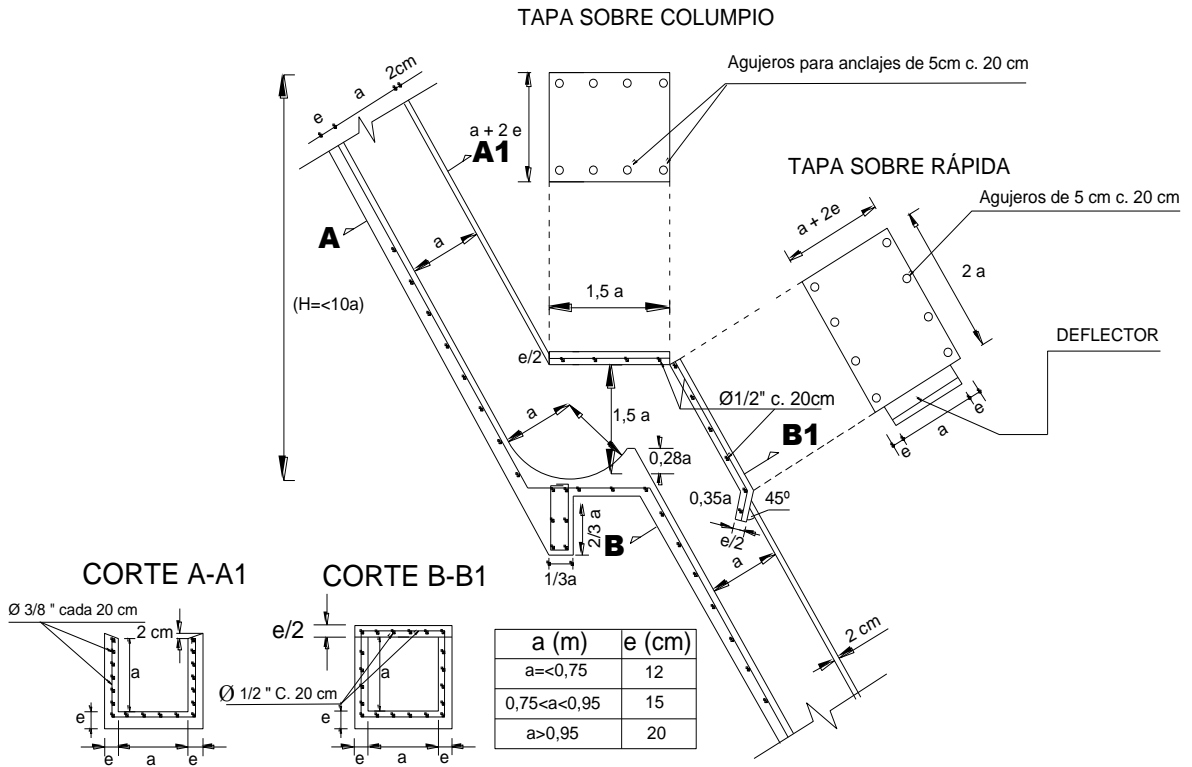 TAPA SOBRE COLUMPIO
Agujeros para anclajes de 5cm c. 20 cm
2cm
a
e
a + 2 e
A1
TAPA SOBRE RÁPIDA
Agujeros de 5 cm c. 20 cm
a + 2e
2 a
A
a
(H=<10a)
1,5 a
DEFLECTOR
e/2
Ø1/2" c. 20cm
a
1,5 a
B1
e
a
e
0,28a
0,35a
45º
2/3 a
B
e/2
a
1/3a
2 cm
CORTE A-A1
Ø 3/8 " cada 20 cm
2 cm
a
e
e
a
e
CORTE B-B1
e/2
a
Ø 1/2 " C. 20 cm
e
e
a
e
a (m) e (cm)
a=<0,75 12
0,75<a<0,95 15
a>0,95 20